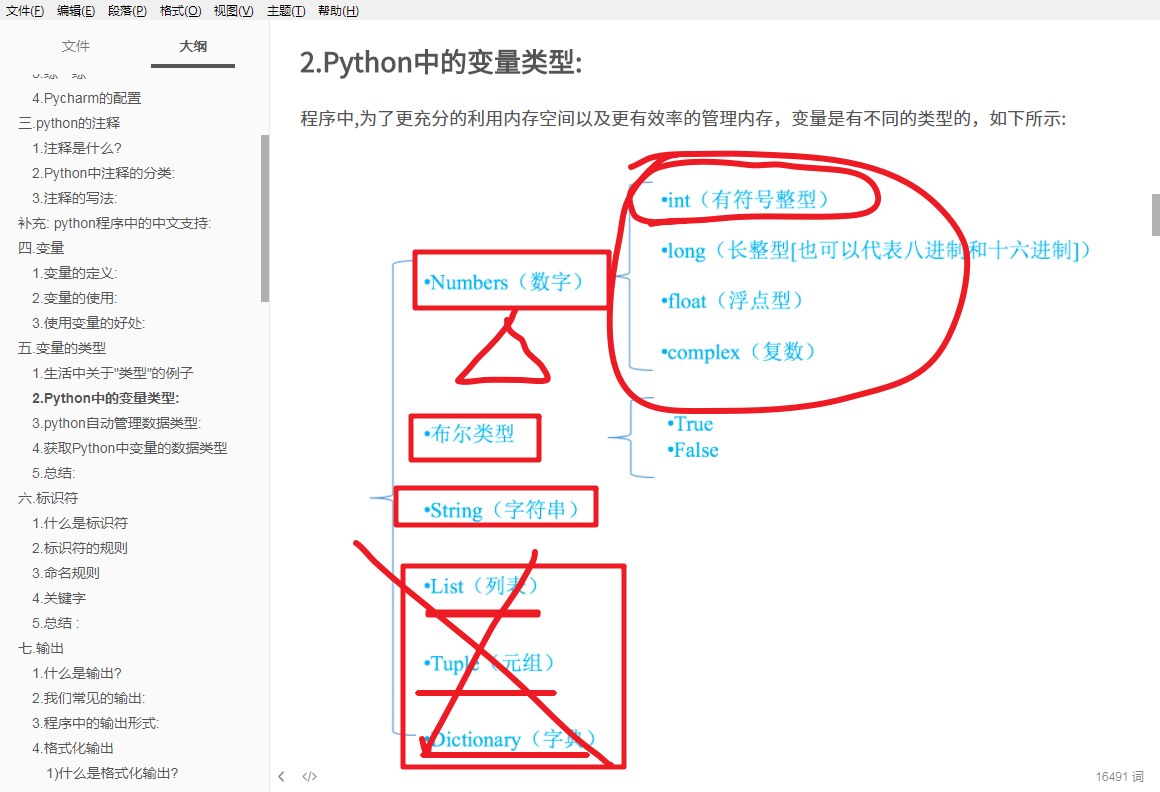 文件(F) 编辑(E) 段落(P) 格式(O) 视图(V) 主题(T) 帮助(H)
文件 大纲
4.Pycharm的配置
三.python的注释
1.注释是什么?
2.Python中注释的分类:
3.注释的写法:
补充: python程序中的中文支持:
四.变量
1.变量的定义:
2.变量的使用:
3.使用变量的好处:
五.变量的类型
1.生活中关于"类型"的例子
2.Python中的变量类型:
3.python自动管理数据类型:
4.获取Python中变量的数据类型
5.总结:
六.标识符
1.什么是标识符
2.标识符的规则
3.命名规则
4.关键字
5.总结 :
七.输出
1.什么是输出?
2.我们常见的输出:
3.程序中的输出形式:
4.格式化输出
1)什么是格式化输出?
2.Python中的变量类型:
程序中,为了更充分的利用内存空间以及更有效率的管理内存，变量是有不同的类型的，如下所示:
•Numbers（数字）
•int（有符号整型）
•long（长整型[也可以代表八进制和十六进制]）
•float（浮点型）
•complex（复数）
•布尔类型
•True
•False
•String（字符串）
•List（列表）
•Tuple（元组）
•Dictionary（字典）
</> 16491 词